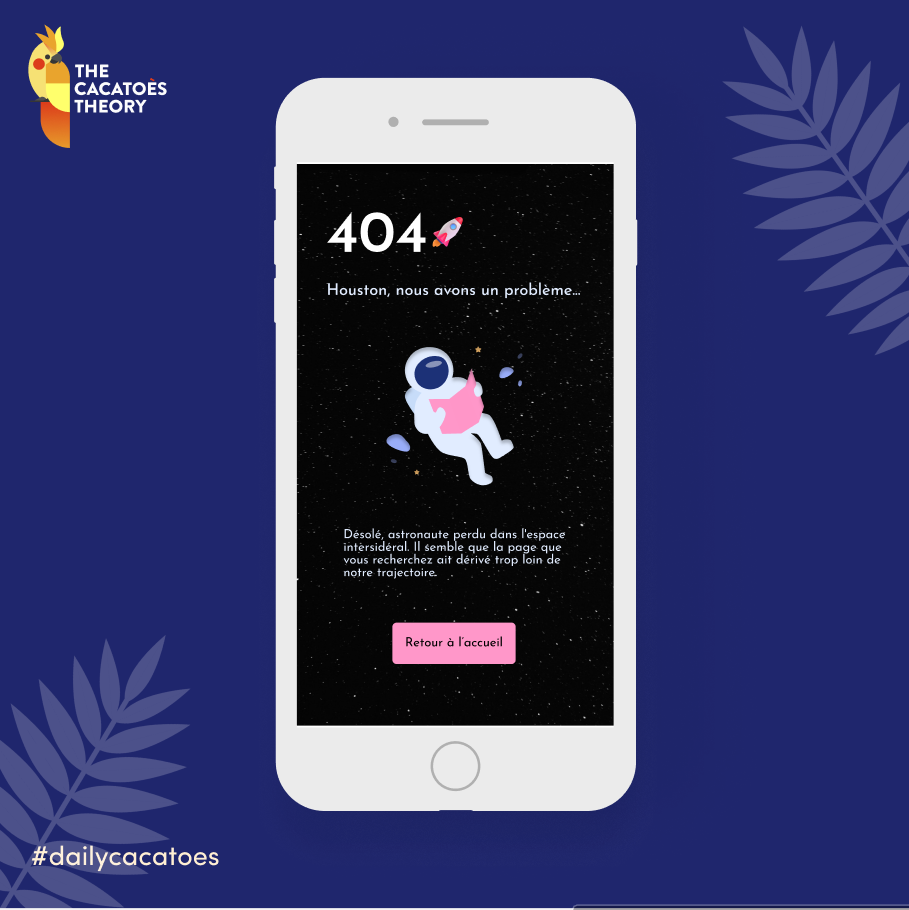 THE
CACATOÈS
THEORY
404
Houston, nous avons un problème...
Désolé, astronaute perdu dans l'espace
intersidéral. Il semble que la page que
vous recherchez ait dérivé trop loin de
notre trajectoire.
Retour à l'accueil
#dailycacatoes